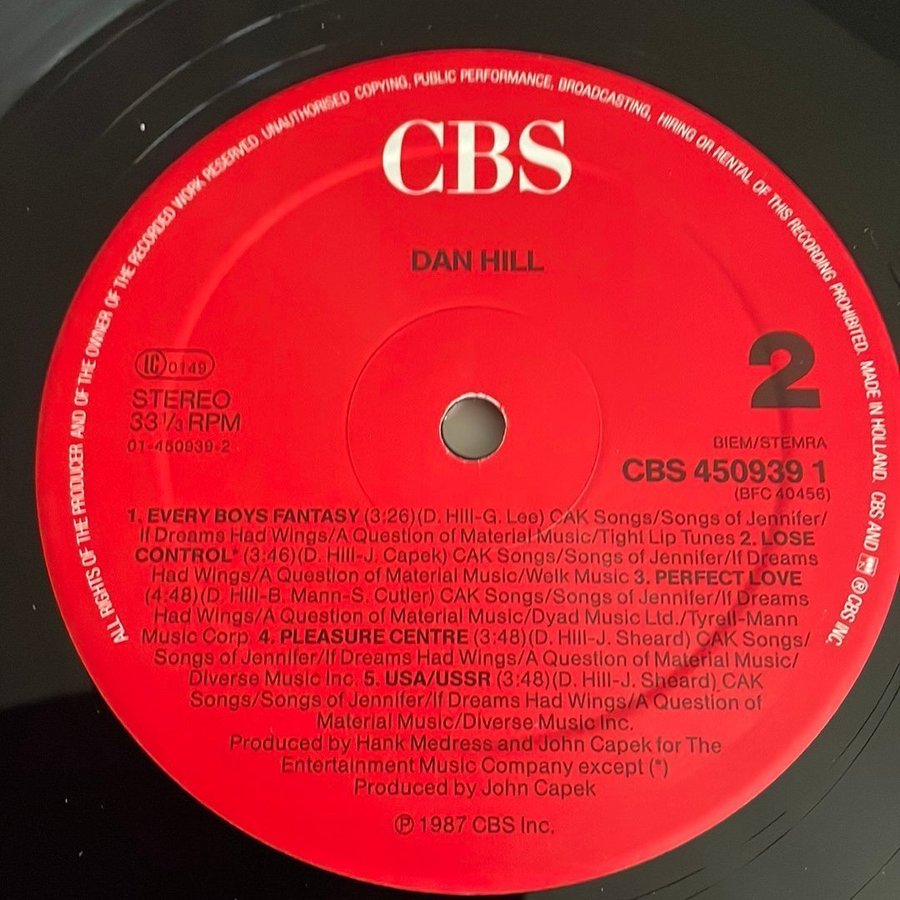 ALL RIGHTS OF THE PRODUCER AND OF THE OWNER OF THE RECORDED WORK RESERVED. UNAUTHORISED COPYING, PUBLIC PERFORMANCE, BROADCASTING, HIRING OR RENTAL OF THIS RECORDING PROHIBITED. MADE IN HOLLAND. CBS AND ℗ CBS INC.
CBS
DAN HILL
LC 0149
STEREO
33 1/3 RPM
01-450939-2
2
BIEM/STEMRA
CBS 450939 1
(BFC 40456)
1. EVERY BOYS FANTASY (3:26)(D. Hill-G. Lee) CAK Songs/Songs of Jennifer/
If Dreams Had Wings/A Question of Material Music/Tight Lip Tunes 2. LOSE
CONTROL* (3:46)(D. Hill-J. Capek) CAK Songs/Songs of Jennifer/If Dreams
Had Wings/A Question of Material Music/Welk Music 3. PERFECT LOVE
(4:48)(D. Hill-B. Mann-S. Cutler) CAK Songs/Songs of Jennifer/If Dreams
Had Wings/A Question of Material Music/Dyad Music Ltd./Tyrell-Mann
Music Corp. 4. PLEASURE CENTRE (3:48)(D. Hill-J. Sheard) CAK Songs/
Songs of Jennifer/If Dreams Had Wings/A Question of Material Music/
Diverse Music Inc. 5. USA/USSR (3:48)(D. Hill-J. Sheard) CAK
Songs/Songs of Jennifer/If Dreams Had Wings/A Question of
Material Music/Diverse Music Inc.
Produced by Hank Medress and John Capek for The
Entertainment Music Company except (*)
Produced by John Capek
℗ 1987 CBS Inc.